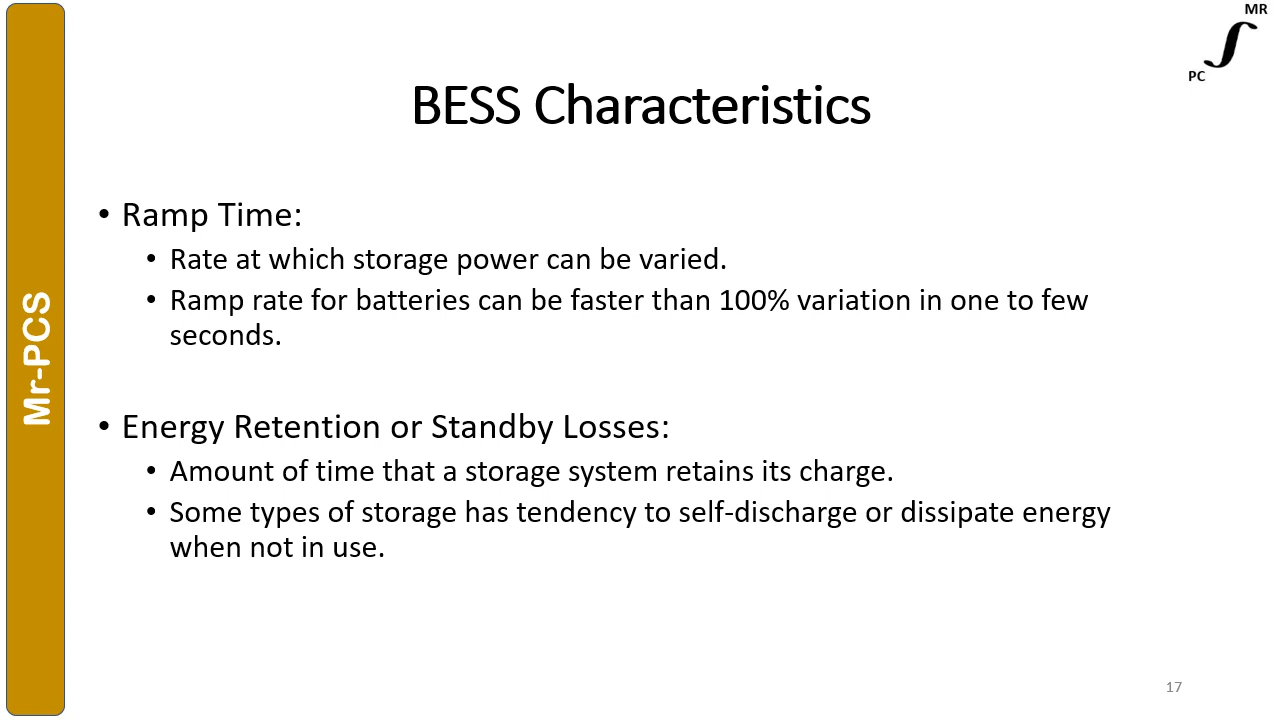 MR
PC
BESS Characteristics
• Ramp Time:
• Rate at which storage power can be varied.
• Ramp rate for batteries can be faster than 100% variation in one to few
seconds.
• Energy Retention or Standby Losses:
• Amount of time that a storage system retains its charge.
• Some types of storage has tendency to self-discharge or dissipate energy
when not in use.
Mr-PCS
17